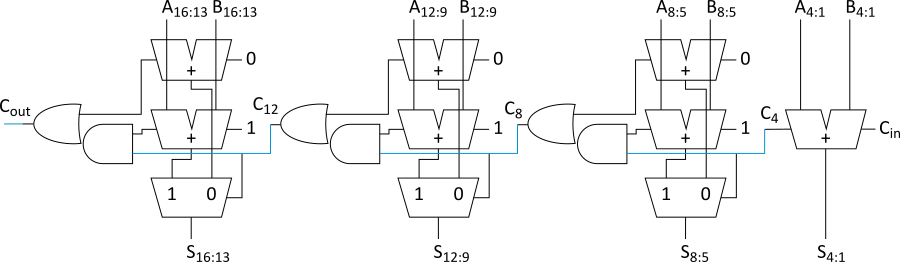 A16:13 B16:13 A12:9 B12:9 A8:5 B8:5 A4:1 B4:1
0 0 0
+ + +
Cout C12 C8 C4
1 1 1 Cin
+ + + +
1 0 1 0 1 0
S16:13 S12:9 S8:5 S4:1